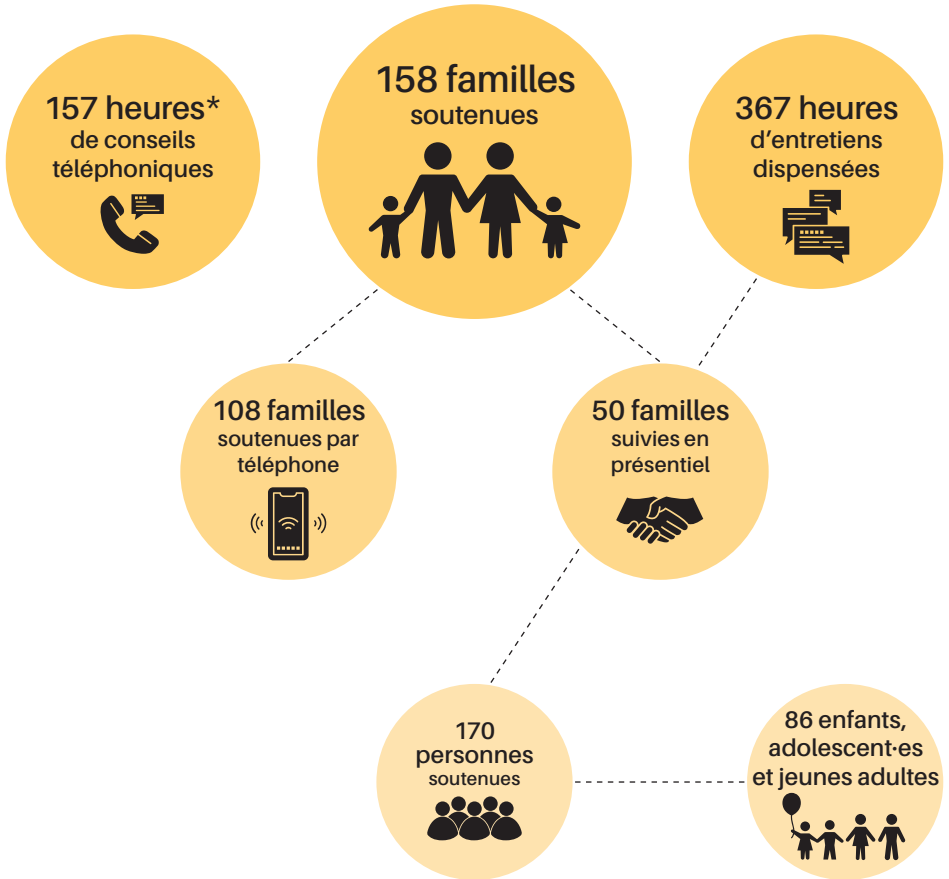 157 heures*
de conseils
téléphoniques
158 familles
soutenues
367 heures
d'entretiens
dispensées
108 familles
soutenues par
téléphone
50 familles
suivies en
présentiel
170
personnes
soutenues
86 enfants,
adolescent·es
et jeunes adultes